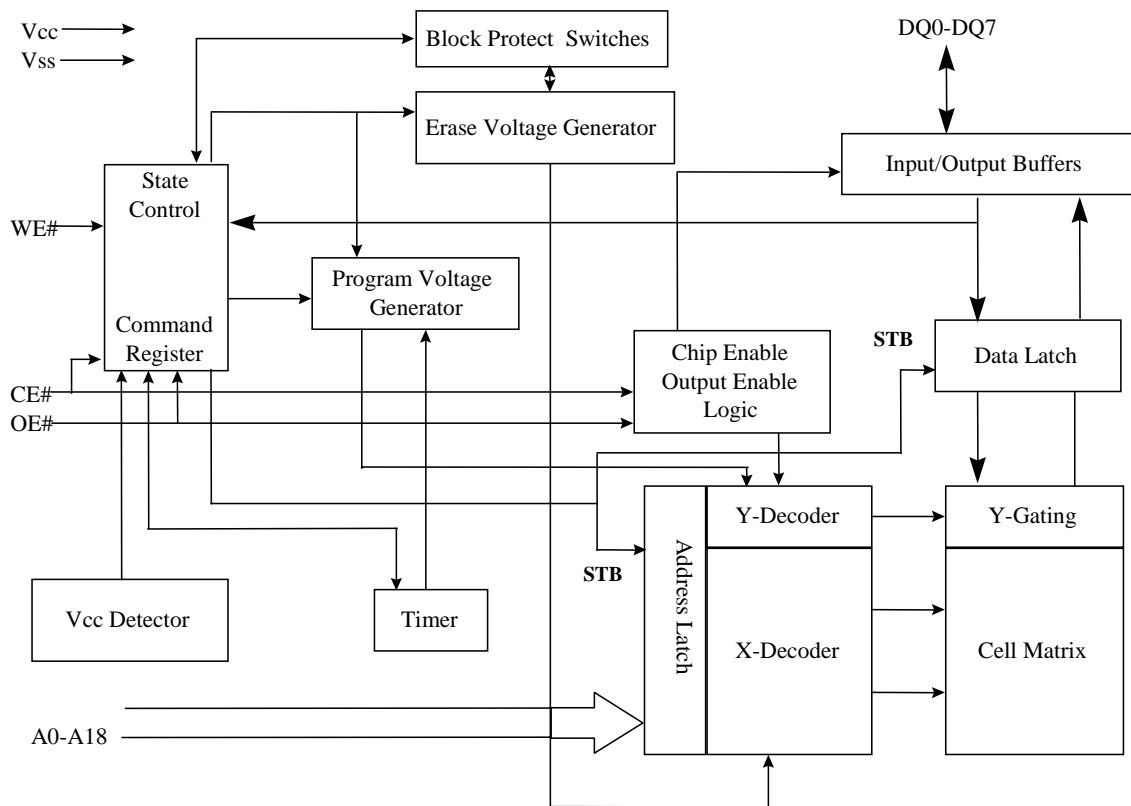 Vcc
Vss
Block Protect Switches
DQ0-DQ7
Erase Voltage Generator
Input/Output Buffers
State
Control
WE#
Program Voltage
Generator
Command
Register
STB
Data Latch
Chip Enable
Output Enable
Logic
CE#
OE#
Y-Decoder
Y-Gating
Address Latch
STB
Vcc Detector
Timer
X-Decoder
Cell Matrix
A0-A18